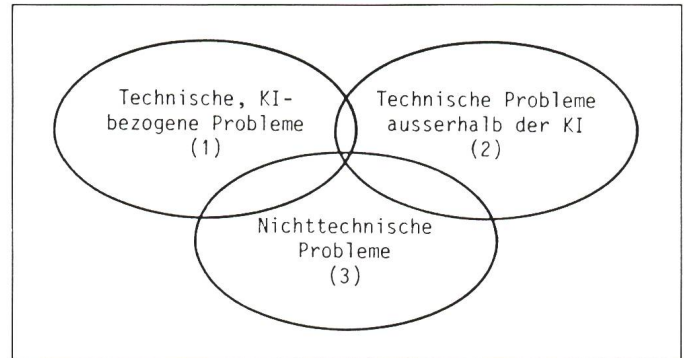 Technische, KI-
bezogene Probleme
(1)
Technische Probleme
ausserhalb der KI
(2)
Nichttechnische
Probleme
(3)